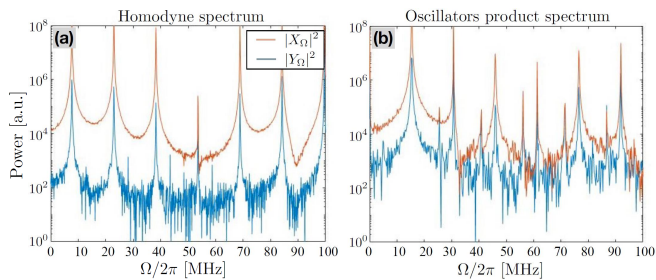 Homodyne spectrum
Oscillators product spectrum
(a)
|X_Ω|²
|Y_Ω|²
(b)
Power [a.u.]
10⁸
10⁶
10⁴
10²
10⁰
0 10 20 30 40 50 60 70 80 90 100
Ω/2π [MHz]
10⁸
10⁶
10⁴
10²
10⁰
0 10 20 30 40 50 60 70 80 90 100
Ω/2π [MHz]